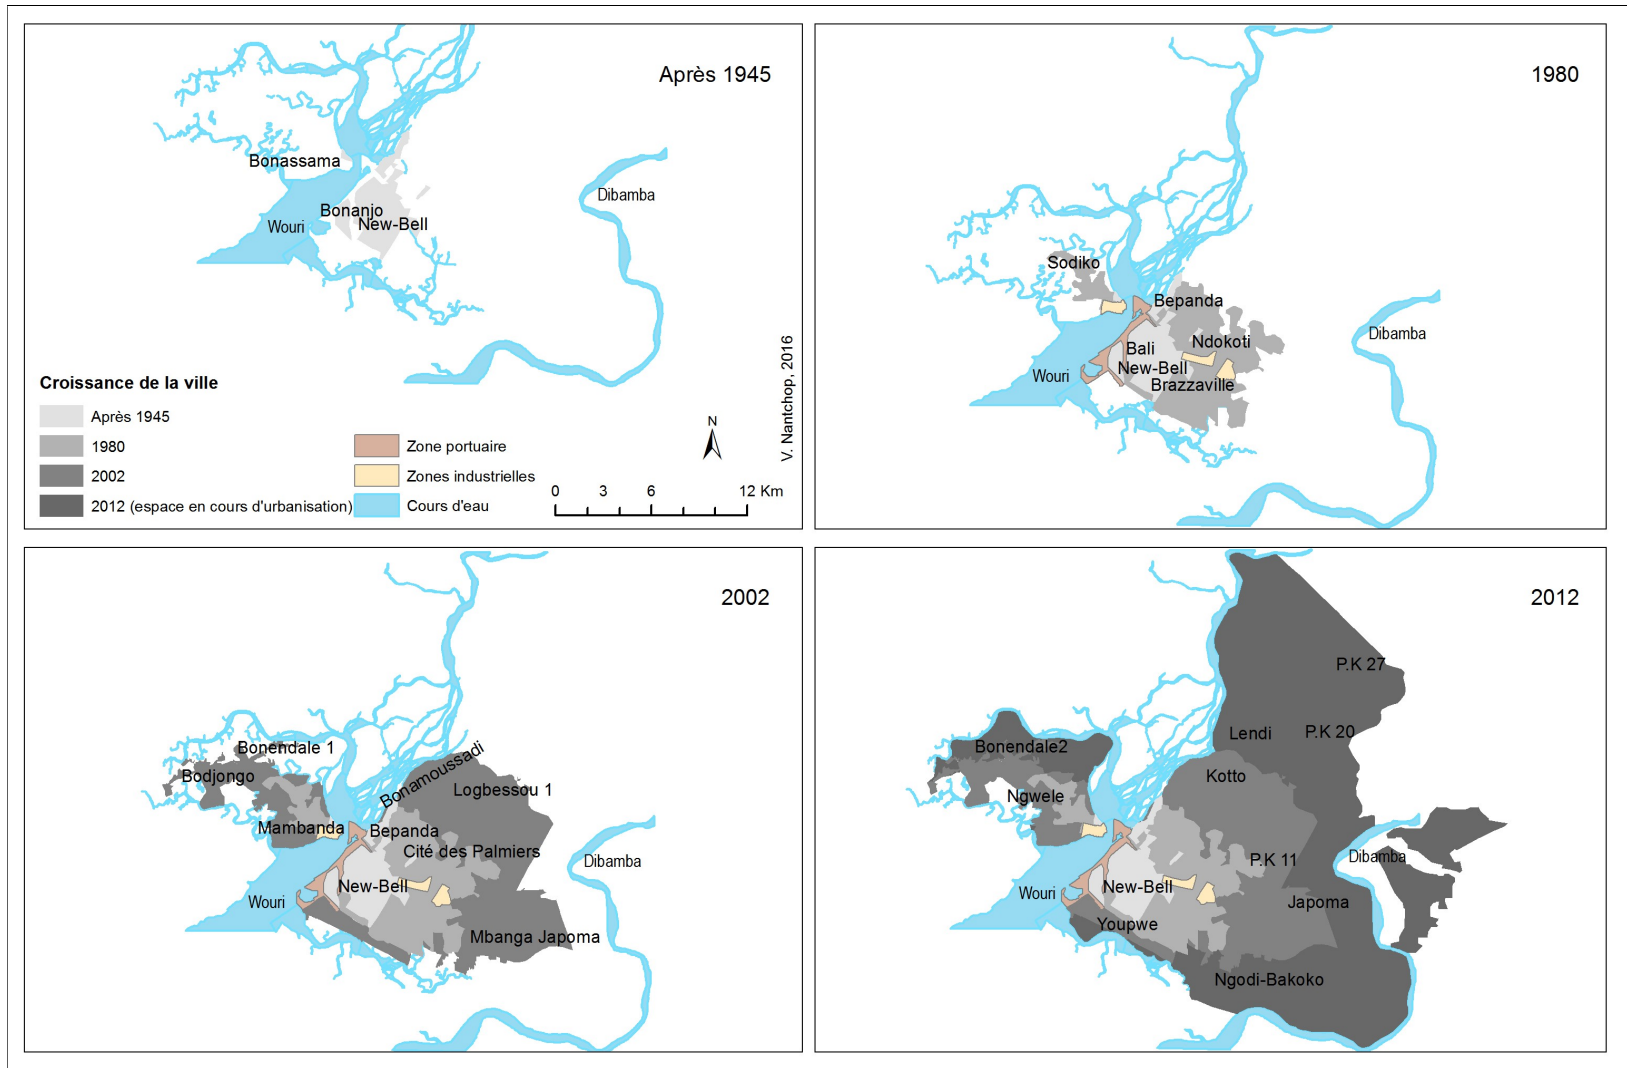 Après 1945
Bonassama
Dibamba
Bonanjo
New-Bell
Wouri
V. Nantchop, 2016
Croissance de la ville
Après 1945
1980
2002
2012 (espace en cours d'urbanisation)
Zone portuaire
Zones industrielles
Cours d'eau
N
0 3 6 12 Km
1980
Sodiko
Bepanda
Dibamba
Ndokoti
Bali
New-Bell
Wouri
Brazzaville
2002
Bonendale 1
Bonamoussadi
Bodjongo
Logbessou 1
Mambanda
Bepanda
Cité des Palmiers
Dibamba
New-Bell
Wouri
Mbanga Japoma
2012
P.K 27
Lendi
P.K 20
Bonendale2
Kotto
Ngwele
P.K 11
Dibamba
New-Bell
Wouri
Japoma
Youpwe
Ngodi-Bakoko